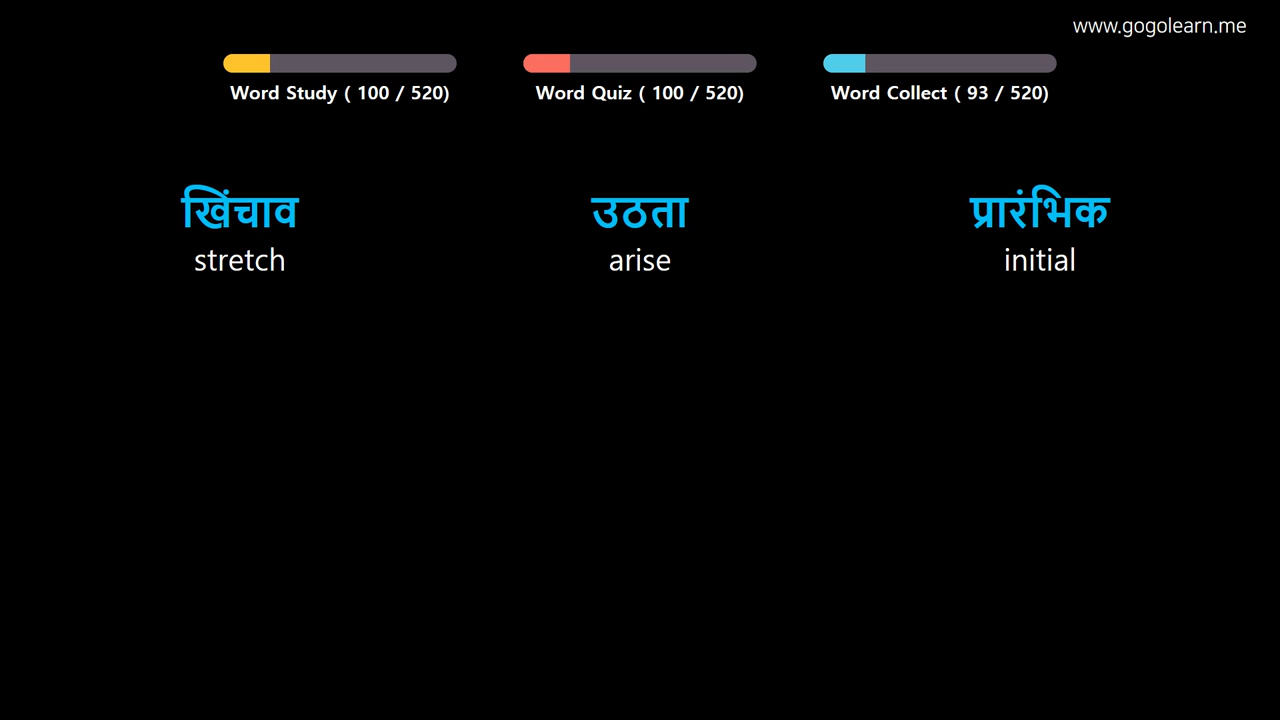 www.gogolearn.me
Word Study ( 100 / 520)
Word Quiz ( 100 / 520)
Word Collect ( 93 / 520)
खिंचाव
stretch
उठता
arise
प्रारंभिक
initial